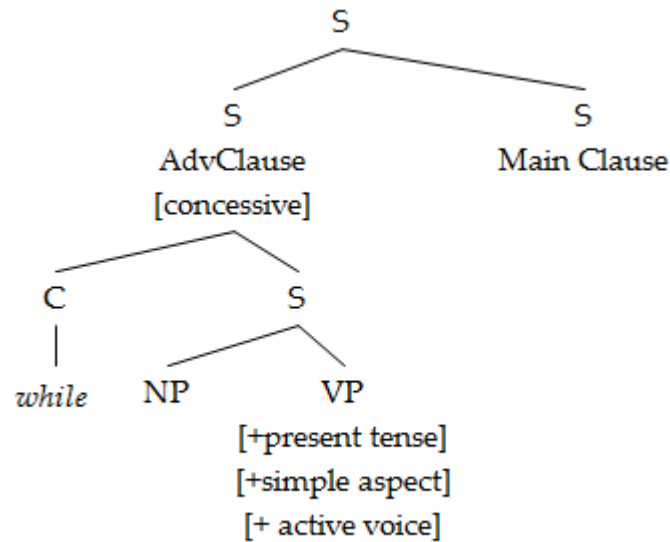 S
S S
AdvClause Main Clause
[concessive]
C S
while NP VP
[+present tense]
[+simple aspect]
[+ active voice]